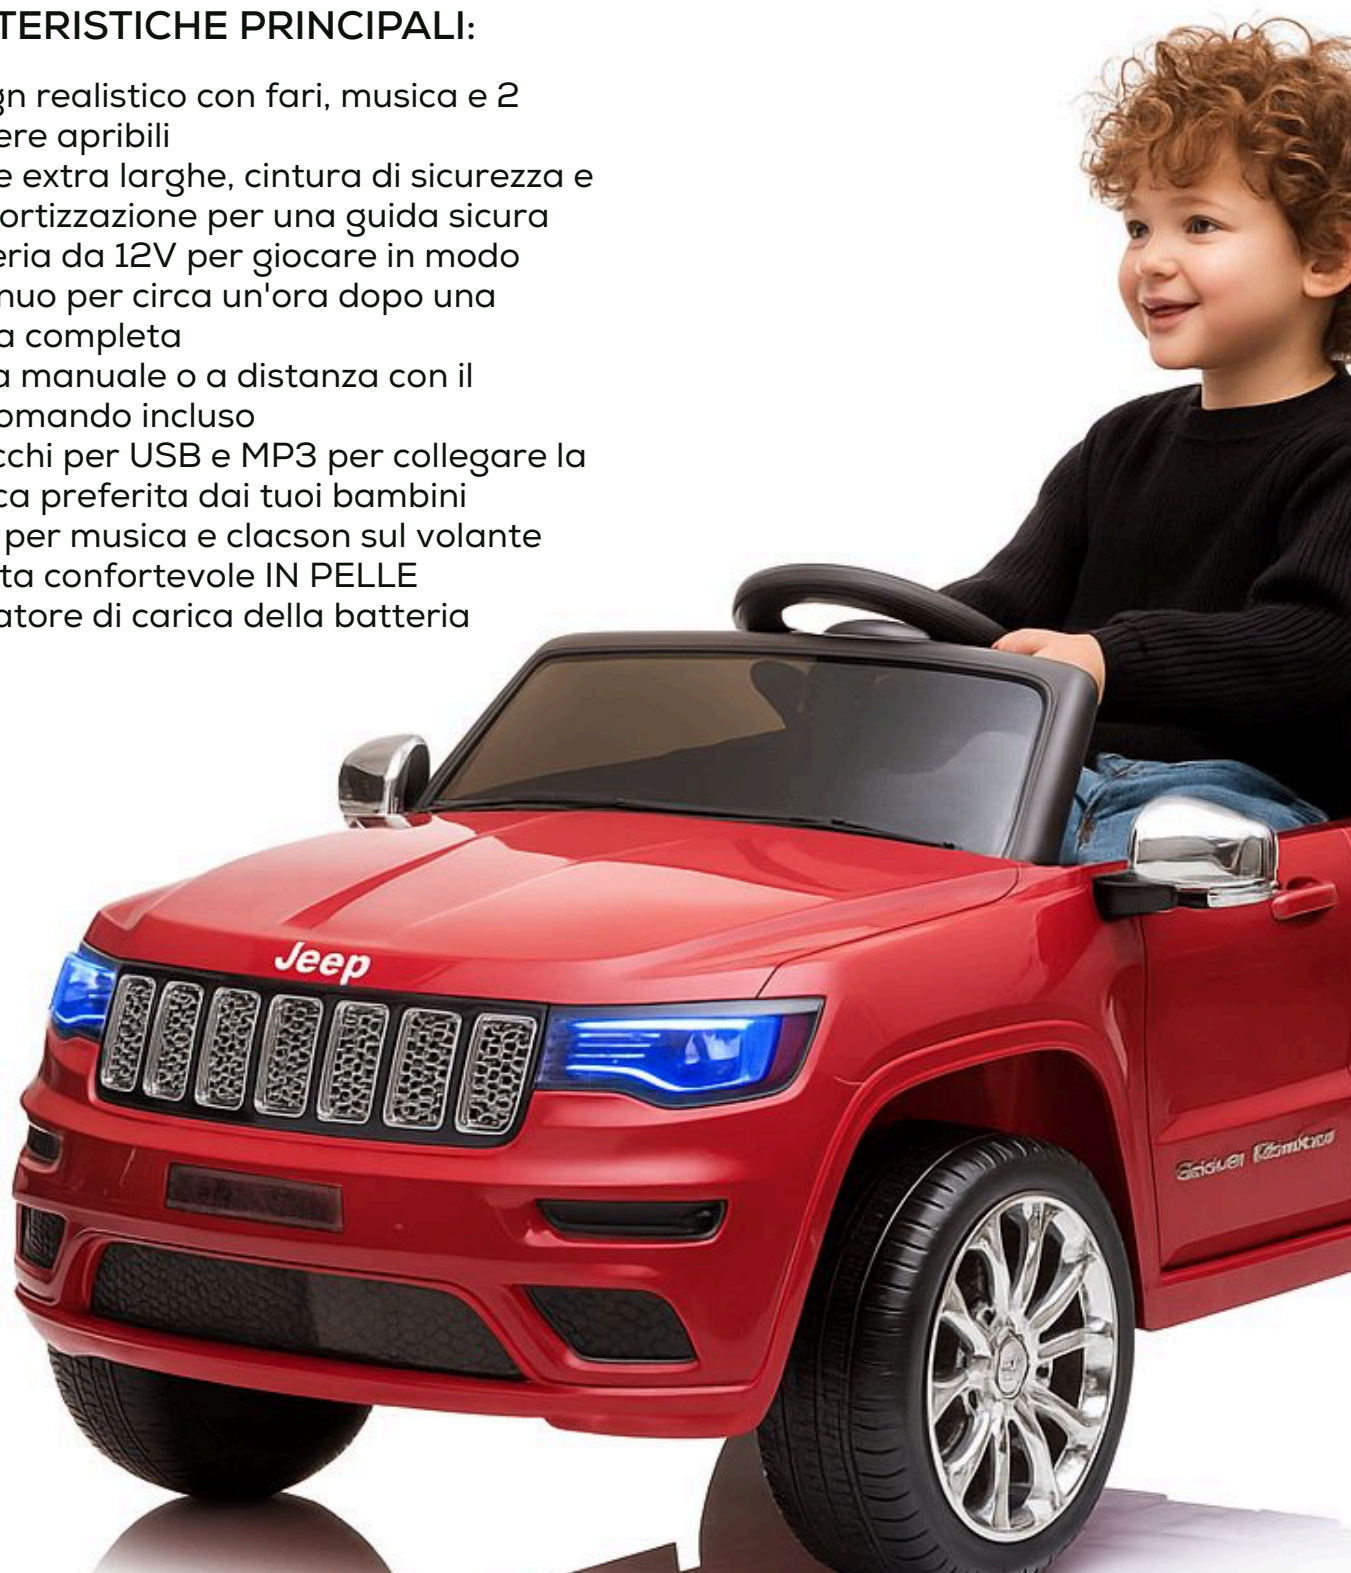 TERISTICHE PRINCIPALI:
gn realistico con fari, musica e 2
ere apribili
e extra larghe, cintura di sicurezza e
ortizzazione per una guida sicura
eria da 12V per giocare in modo
nuo per circa un'ora dopo una
a completa
a manuale o a distanza con il
omando incluso
cchi per USB e MP3 per collegare la
ca preferita dai tuoi bambini
per musica e clacson sul volante
ta confortevole IN PELLE
atore di carica della batteria
Jeep